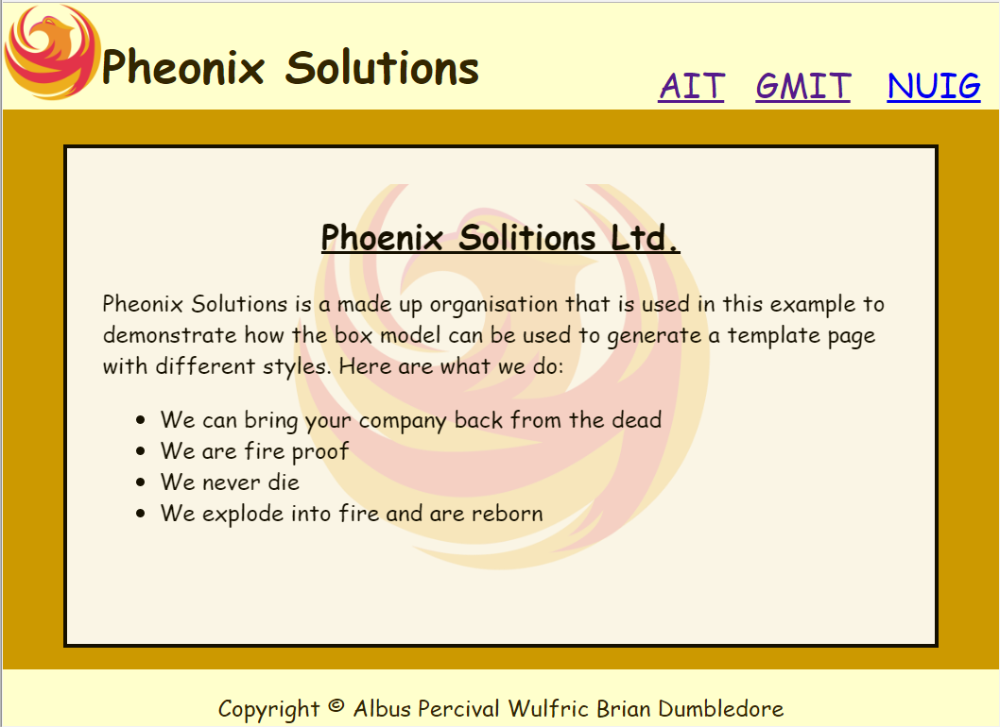 Pheonix Solutions
AIT GMIT NUIG
Phoenix Solitions Ltd.
Pheonix Solutions is a made up organisation that is used in this example to
demonstrate how the box model can be used to generate a template page
with different styles. Here are what we do:
• We can bring your company back from the dead
• We are fire proof
• We never die
• We explode into fire and are reborn
Copyright © Albus Percival Wulfric Brian Dumbledore